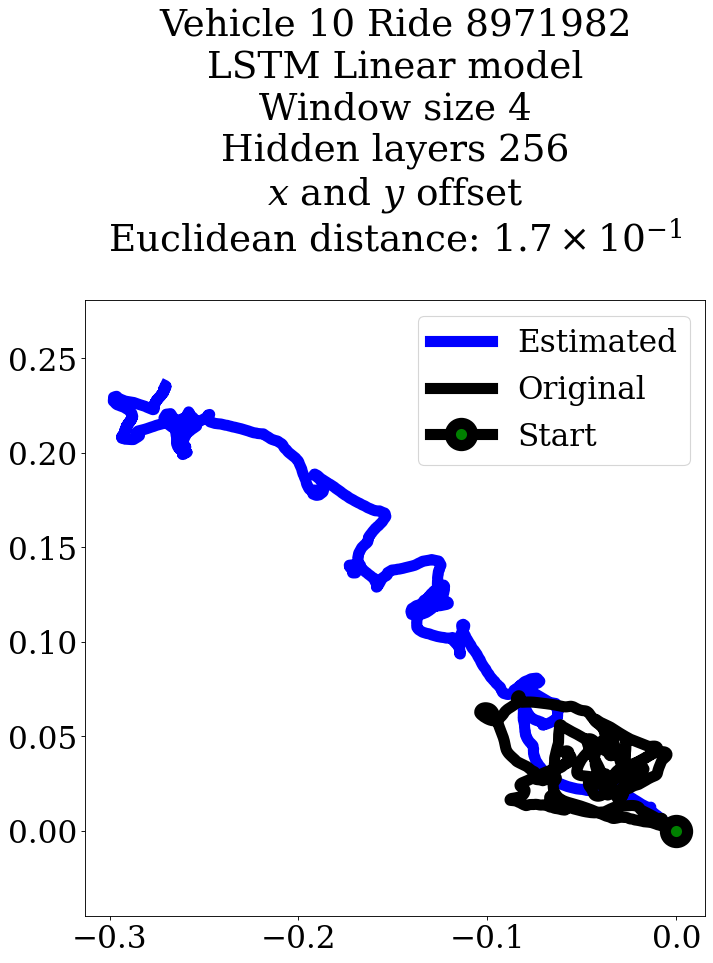 Vehicle 10 Ride 8971982
LSTM Linear model
Window size 4
Hidden layers 256
x and y offset
Euclidean distance: 1.7 × 10⁻¹
Estimated
Original
Start
0.25
0.20
0.15
0.10
0.05
0.00
−0.3 −0.2 −0.1 0.0